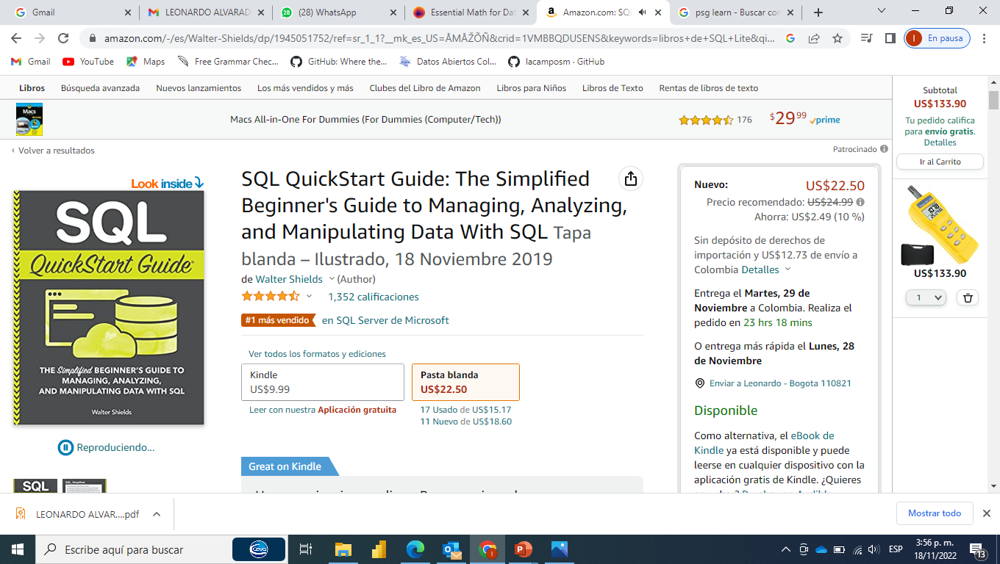 Gmail
LEONARDO ALVARAD
(28) WhatsApp
Essential Math for Dat
Amazon.com: SQ
psg learn - Buscar con
amazon.com/-/es/Walter-Shields/dp/1945051752/ref=sr_1_1?__mk_es_US=ÅMÅŽÕÑ&crid=1VMBBQDUSENS&keywords=libros+de+SQL+Lite&qi...
En pausa
Gmail
YouTube
Maps
Free Grammar Chec...
GitHub: Where the...
Datos Abiertos Col...
lacamposm · GitHub
Libros
Búsqueda avanzada
Nuevos lanzamientos
Los más vendidos y más
Clubes del Libro de Amazon
Libros para Niños
Libros de Texto
Rentas de libros de texto
Macs
Macs All-in-One For Dummies (For Dummies (Computer/Tech))
176
$29 99
prime
‹ Volver a resultados
Patrocinado
Look inside
SQL
QuickStart Guide®
THE Simplified BEGINNER'S GUIDE TO
MANAGING, ANALYZING,
AND MANIPULATING DATA WITH SQL
Walter Shields
Reproduciendo...
SQL
SQL QuickStart Guide: The Simplified
Beginner's Guide to Managing, Analyzing,
and Manipulating Data With SQL Tapa
blanda – Ilustrado, 18 Noviembre 2019
de Walter Shields (Author)
1,352 calificaciones
#1 más vendido en SQL Server de Microsoft
Ver todos los formatos y ediciones
Kindle
US$9.99
Leer con nuestra Aplicación gratuita
Pasta blanda
US$22.50
17 Usado de US$15.17
11 Nuevo de US$18.60
Great on Kindle
Nuevo: US$22.50
Precio recomendado: US$24.99
Ahorra: US$2.49 (10 %)
Sin depósito de derechos de
importación y US$12.73 de envío a
Colombia Detalles
Entrega el Martes, 29 de
Noviembre a Colombia. Realiza el
pedido en 23 hrs 18 mins
O entrega más rápida el Lunes, 28
de Noviembre
Enviar a Leonardo - Bogota 110821
Disponible
Como alternativa, el eBook de
Kindle ya está disponible y puede
leerse en cualquier dispositivo con la
aplicación gratis de Kindle. ¿Quieres
Subtotal
US$133.90
Tu pedido califica
para envío gratis.
Detalles
Ir al Carrito
US$133.90
1
LEONARDO ALVAR....pdf
Mostrar todo
Escribe aquí para buscar
ESP
3:56 p. m.
18/11/2022
13